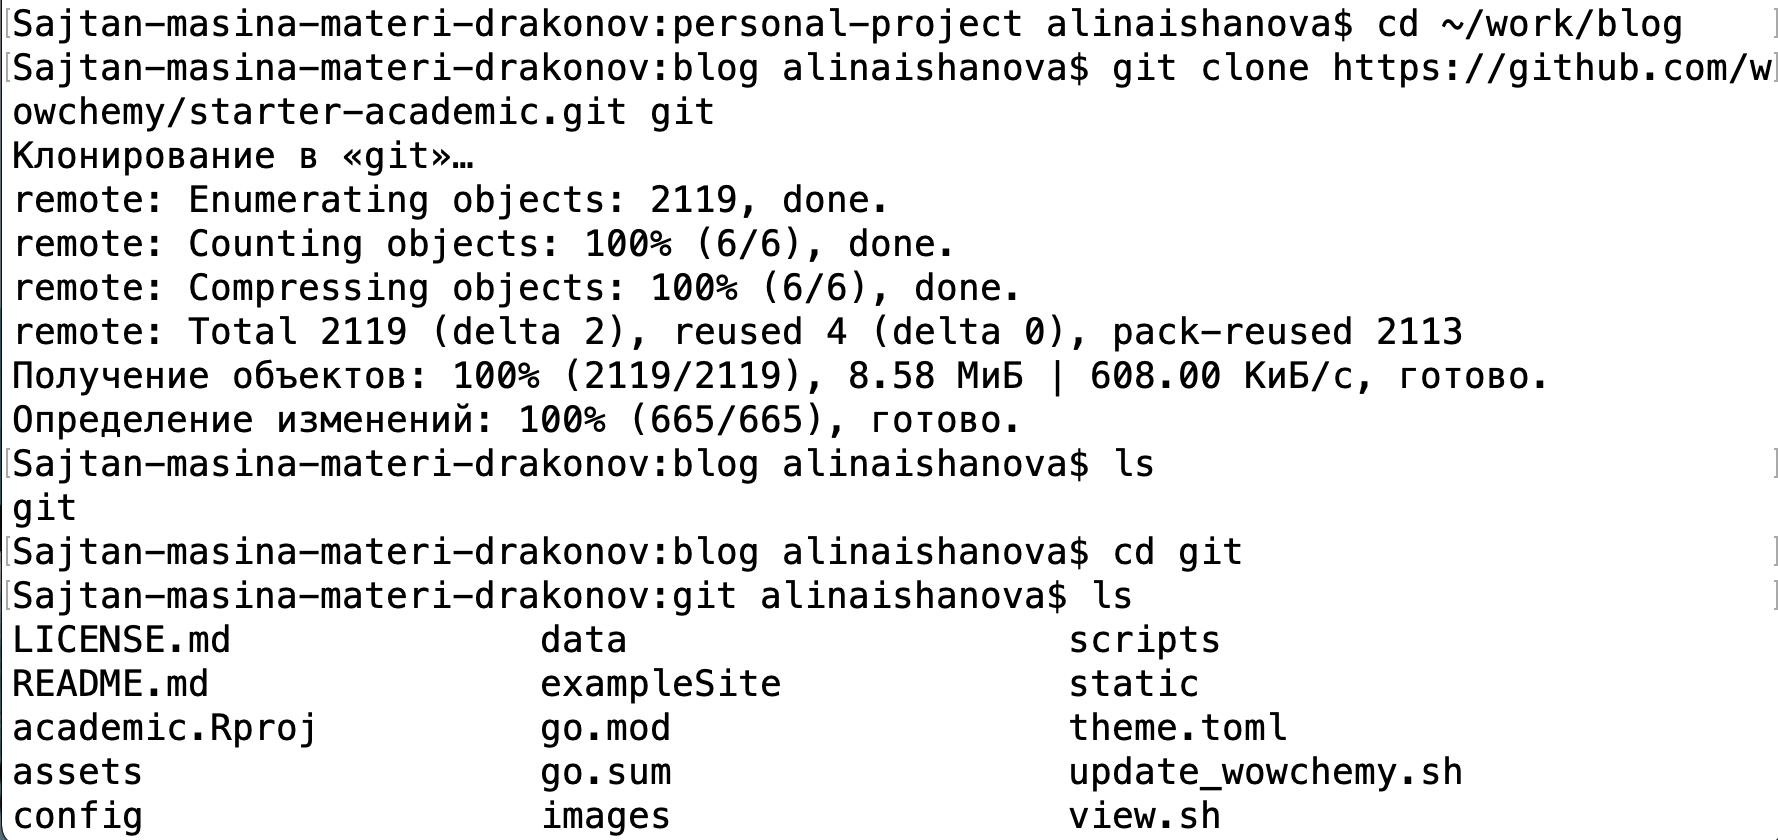 Sajtan-masina-materi-drakonov:personal-project alinaishanova$ cd ~/work/blog
Sajtan-masina-materi-drakonov:blog alinaishanova$ git clone https://github.com/w
owchemy/starter-academic.git git
Клонирование в «git»…
remote: Enumerating objects: 2119, done.
remote: Counting objects: 100% (6/6), done.
remote: Compressing objects: 100% (6/6), done.
remote: Total 2119 (delta 2), reused 4 (delta 0), pack-reused 2113
Получение объектов: 100% (2119/2119), 8.58 МиБ | 608.00 КиБ/с, готово.
Определение изменений: 100% (665/665), готово.
Sajtan-masina-materi-drakonov:blog alinaishanova$ ls
git
Sajtan-masina-materi-drakonov:blog alinaishanova$ cd git
Sajtan-masina-materi-drakonov:git alinaishanova$ ls
LICENSE.md data scripts
README.md exampleSite static
academic.Rproj go.mod theme.toml
assets go.sum update_wowchemy.sh
config images view.sh